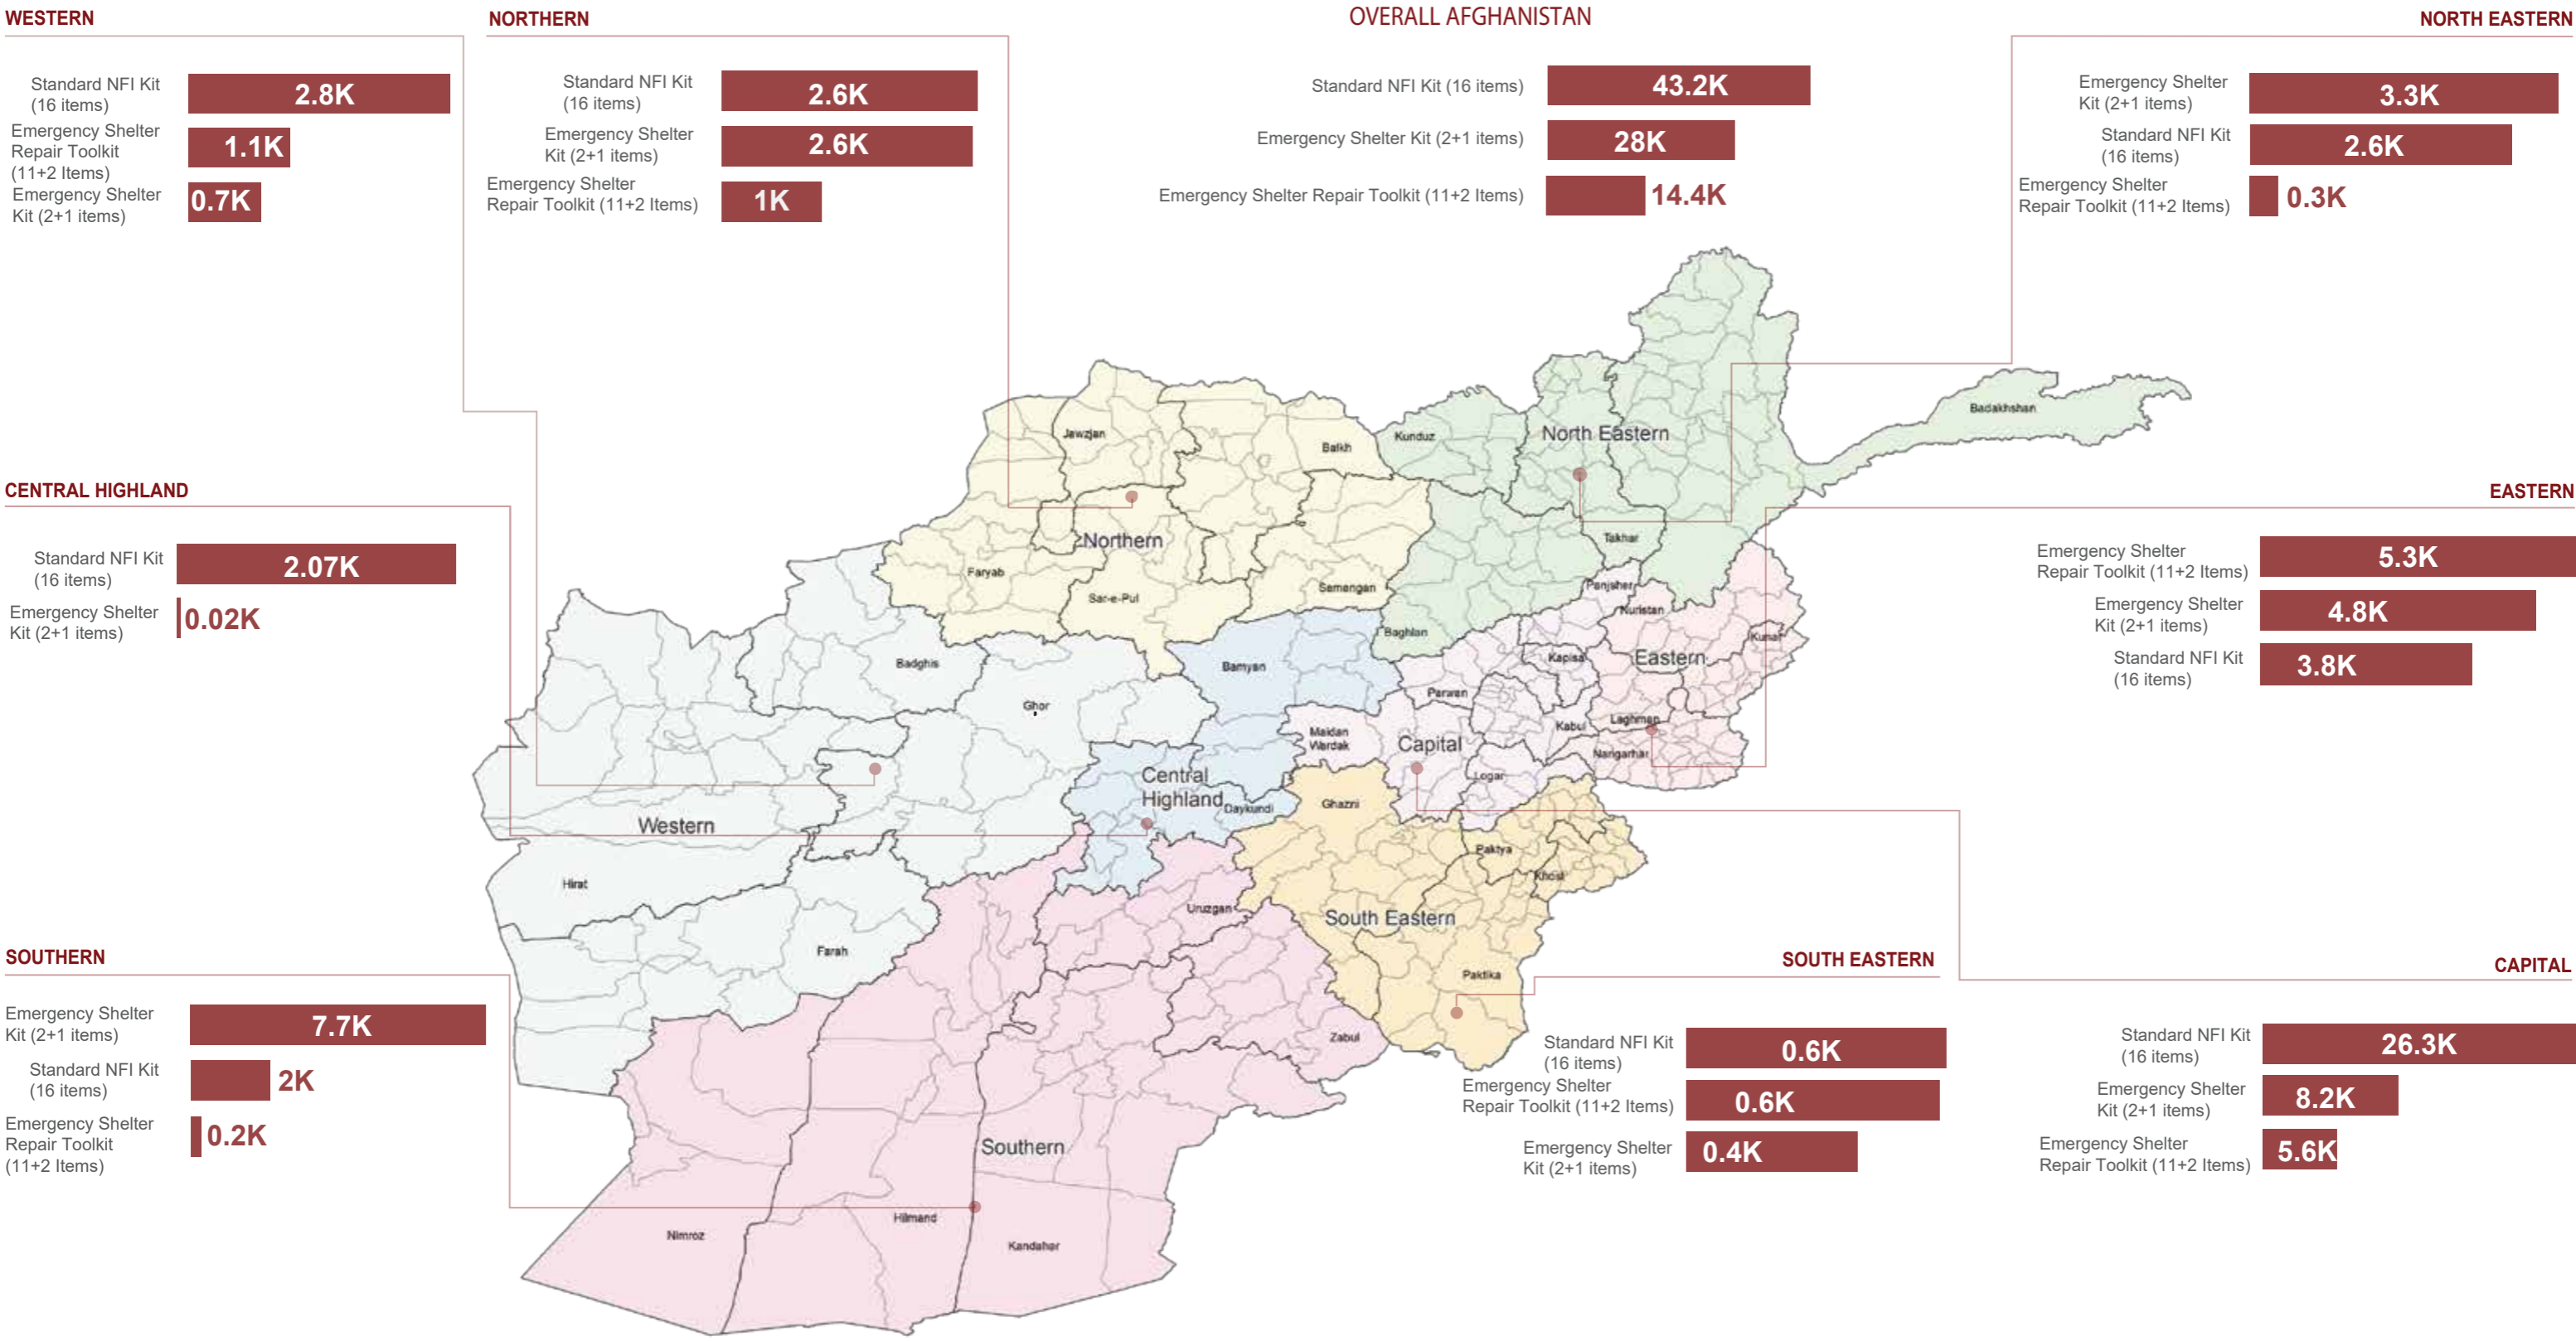 WESTERN
Standard NFI Kit
(16 items)
2.8K
Emergency Shelter
Repair Toolkit
(11+2 Items)
1.1K
Emergency Shelter
Kit (2+1 items)
0.7K
NORTHERN
Standard NFI Kit
(16 items)
2.6K
Emergency Shelter
Kit (2+1 items)
2.6K
Emergency Shelter
Repair Toolkit (11+2 Items)
1K
OVERALL AFGHANISTAN
Standard NFI Kit (16 items)
43.2K
Emergency Shelter Kit (2+1 items)
28K
Emergency Shelter Repair Toolkit (11+2 Items)
14.4K
NORTH EASTERN
Emergency Shelter
Kit (2+1 items)
3.3K
Standard NFI Kit
(16 items)
2.6K
Emergency Shelter
Repair Toolkit (11+2 Items)
0.3K
CENTRAL HIGHLAND
Standard NFI Kit
(16 items)
2.07K
Emergency Shelter
Kit (2+1 items)
0.02K
EASTERN
Emergency Shelter
Repair Toolkit (11+2 Items)
5.3K
Emergency Shelter
Kit (2+1 items)
4.8K
Standard NFI Kit
(16 items)
3.8K
Badakhshan
Jawzjan
Balkh
Kunduz
North Eastern
Northern
Takhar
Faryab
Sar-e-Pul
Semengan
Panjsher
Nuristan
Baghlan
Kunar
Badghis
Bamyan
Kapisa
Eastern
Ghor
Parwan
Maidan
Wardak
Capital
Kabul
Laghman
Nangarhar
Central
Highland
Daykundi
Logar
Ghazni
Western
Paktya
Khost
Hirat
Uruzgan
South Eastern
Farah
Paktika
Zabul
Southern
Hilmand
Nimroz
Kandahar
SOUTHERN
Emergency Shelter
Kit (2+1 items)
7.7K
Standard NFI Kit
(16 items)
2K
Emergency Shelter
Repair Toolkit
(11+2 Items)
0.2K
SOUTH EASTERN
Standard NFI Kit
(16 items)
0.6K
Emergency Shelter
Repair Toolkit (11+2 Items)
0.6K
Emergency Shelter
Kit (2+1 items)
0.4K
CAPITAL
Standard NFI Kit
(16 items)
26.3K
Emergency Shelter
Kit (2+1 items)
8.2K
Emergency Shelter
Repair Toolkit (11+2 Items)
5.6K